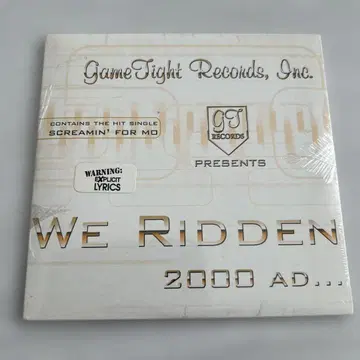 GameTight Records, Inc.
CONTAINS THE HIT SINGLE
SCREAMIN' FOR MO
GT
RECORDS
PRESENTS
WARNING:
EXPLICIT
LYRICS
WE RIDDEN
2000 AD...